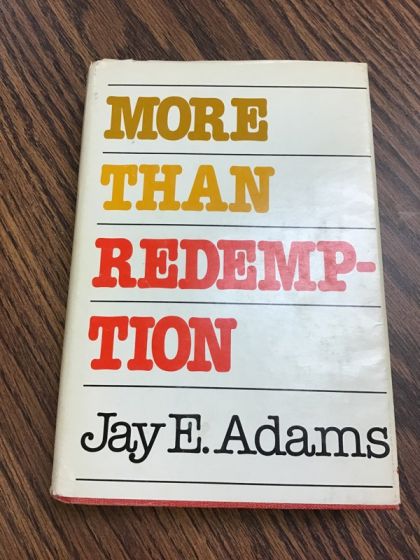 MORE
THAN
REDEMP-
TION
Jay E. Adams